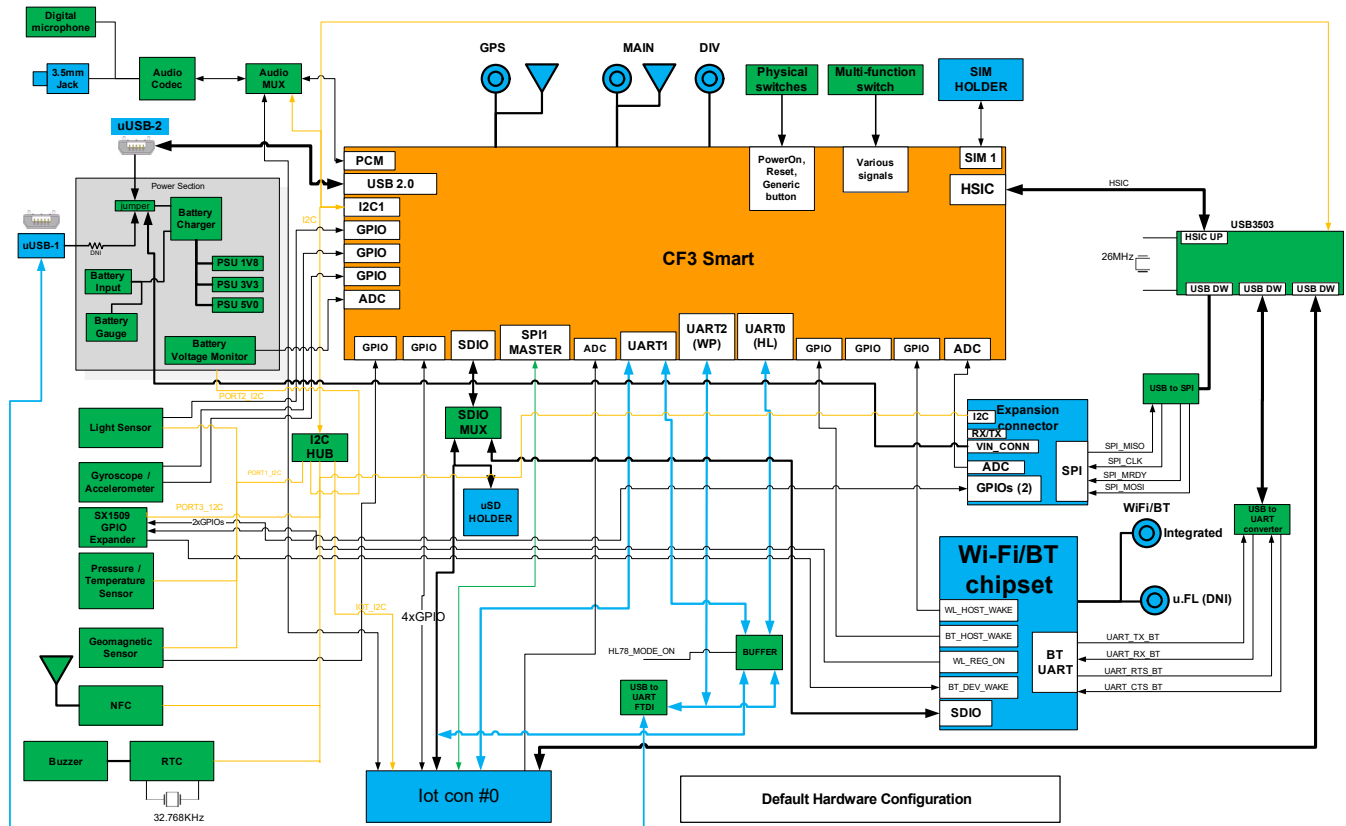 Digital
microphone
3.5mm
Jack
Audio
Codec
Audio
MUX
GPS
MAIN
DIV
Physical
switches
Multi-function
switch
SIM
HOLDER
uUSB-2
PCM
USB 2.0
I2C1
GPIO
GPIO
GPIO
ADC
PowerOn,
Reset,
Generic
button
Various
signals
SIM 1
HSIC
HSIC
CF3 Smart
USB3503
HSIC UP
26MHz
USB DW
USB DW
USB DW
Power Section
jumper
Battery
Charger
I2C
uUSB-1
DNI
PSU 1V8
PSU 3V3
PSU 5V0
Battery
Input
Battery
Gauge
Battery
Voltage Monitor
GPIO
GPIO
SDIO
SPI1
MASTER
ADC
UART1
UART2
(WP)
UART0
(HL)
GPIO
GPIO
GPIO
ADC
USB to SPI
PORT2_I2C
Light Sensor
I2C
HUB
SDIO
MUX
I2C
Expansion
connector
RX/TX
VIN_CONN
ADC
GPIOs (2)
SPI
SPI_MISO
SPI_CLK
SPI_MRDY
SPI_MOSI
PORT1_I2C
Gyroscope /
Accelerometer
uSD
HOLDER
PORT3_12C
2xGPIOs
SX1509
GPIO
Expander
WiFi/BT
Integrated
USB to
UART
converter
Pressure /
Temperature
Sensor
Wi-Fi/BT
chipset
u.FL (DNI)
IOT_I2C
4xGPIO
WL_HOST_WAKE
BT_HOST_WAKE
WL_REG_ON
BT_DEV_WAKE
SDIO
BT
UART
UART_TX_BT
UART_RX_BT
UART_RTS_BT
UART_CTS_BT
Geomagnetic
Sensor
HL78_MODE_ON
BUFFER
USB to
UART
FTDI
NFC
Buzzer
RTC
32.768KHz
Iot con #0
Default Hardware Configuration